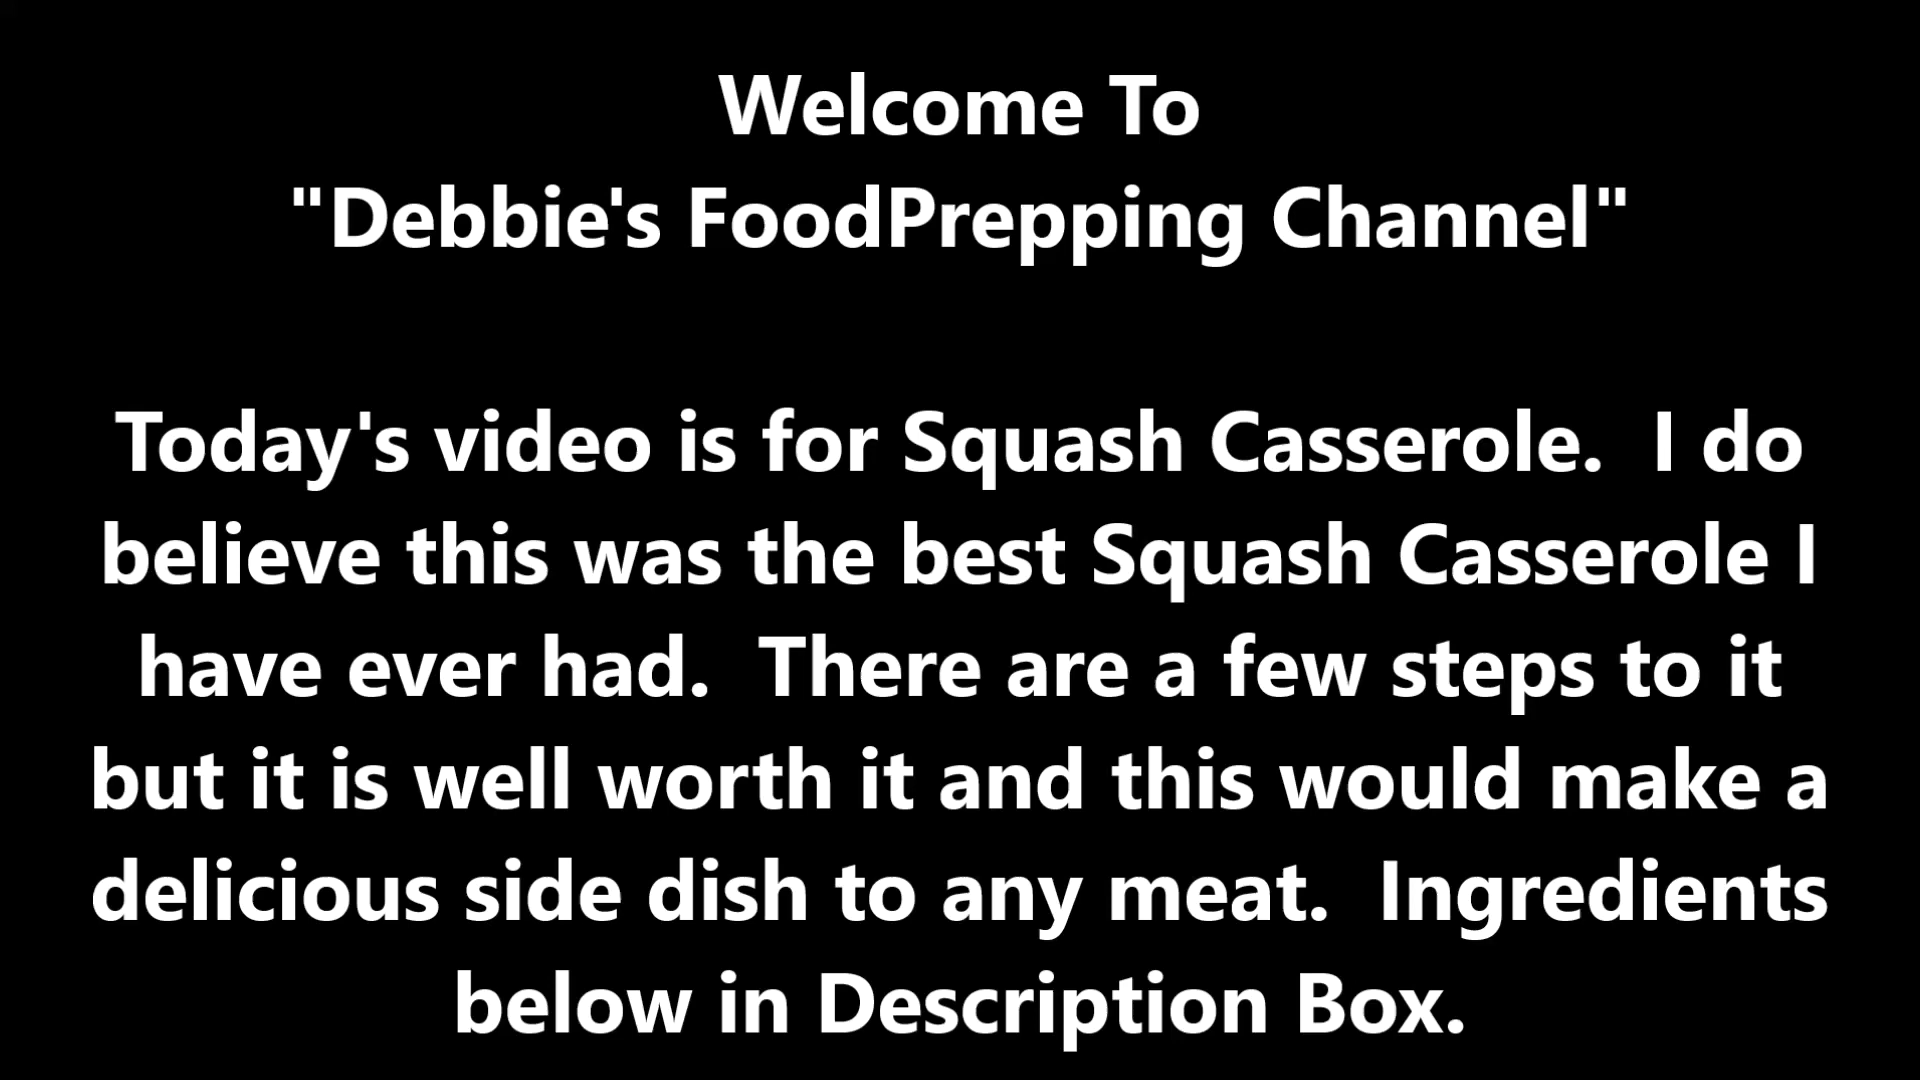 Welcome To
"Debbie's FoodPrepping Channel"
Today's video is for Squash Casserole.  I do
believe this was the best Squash Casserole I
have ever had.  There are a few steps to it
but it is well worth it and this would make a
delicious side dish to any meat.  Ingredients
below in Description Box.